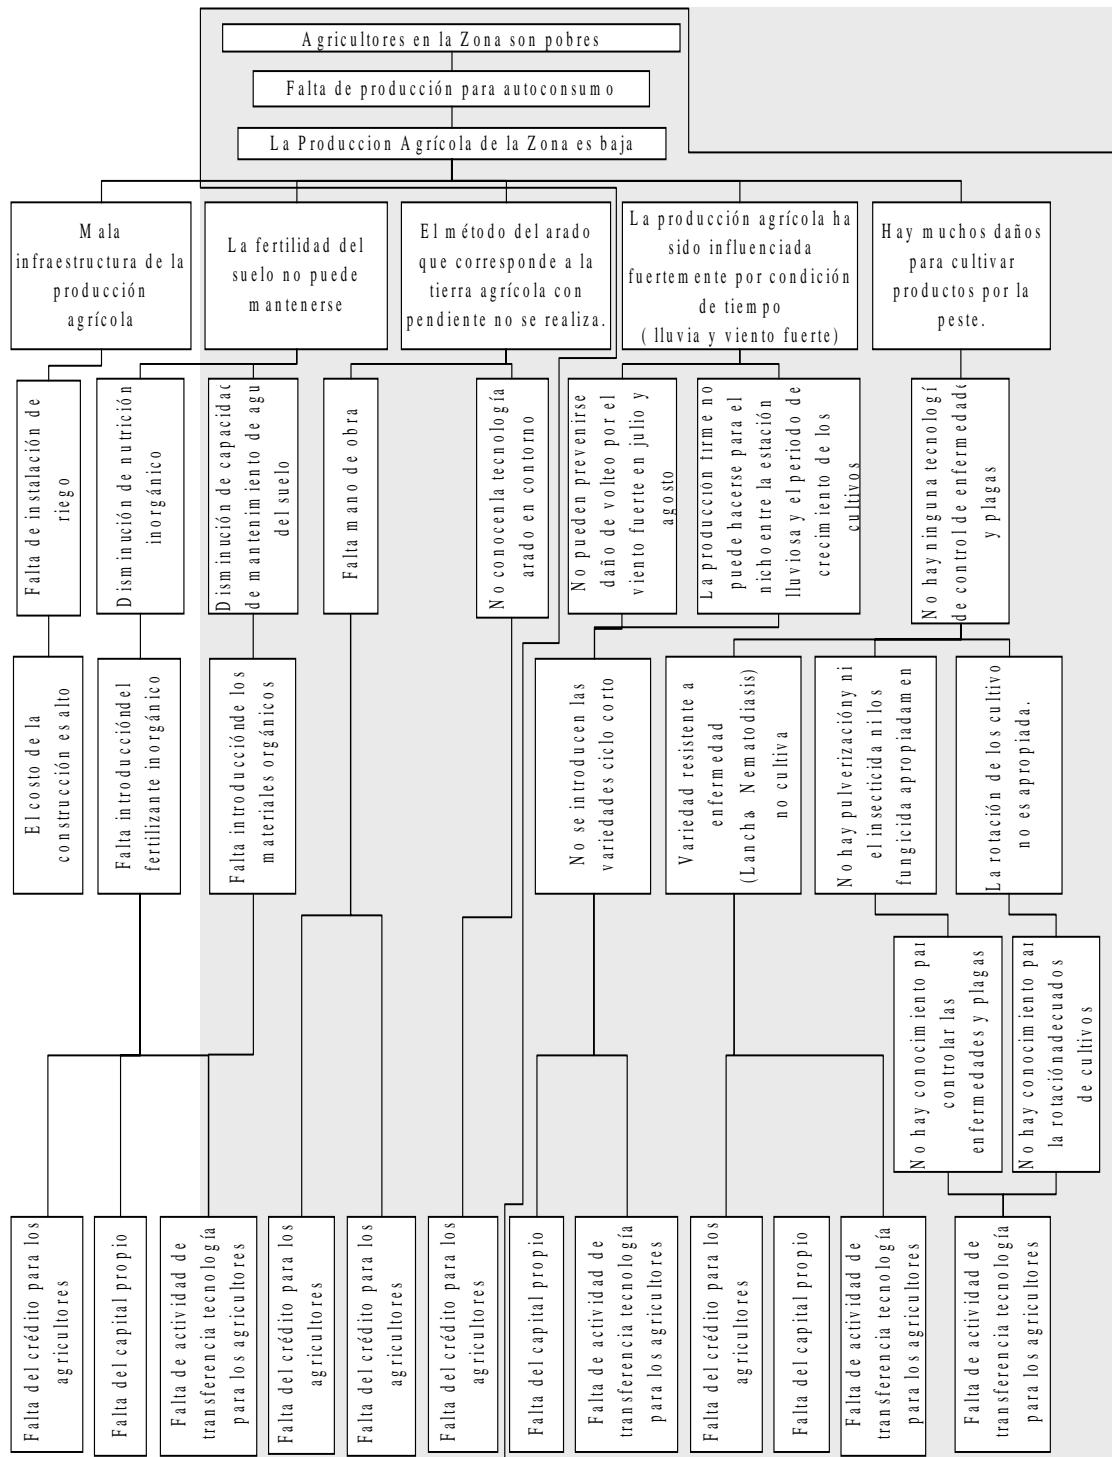 Agricultores en la Zona son pobres
Falta de producción para autoconsumo
La Produccion Agrícola de la Zona es baja
Mala
infraestructura de la
producción
agrícola
La fertilidad del
suelo no puede
mantenerse
El método del arado
que corresponde a la
tierra agrícola con
pendiente no se realiza.
La producción agrícola ha
sido influenciada
fuertemente por condición
de tiempo
( lluvia y viento fuerte)
Hay muchos daños
para cultivar
productos por la
peste.
Falta de instalación de
riego
Disminución de nutrición
inorgánico
Disminución de capacidad
de mantenimiento de agu
del suelo
Falta mano de obra
No conocen la tecnología
arado en contorno
No pueden prevenirse
daño de volteo por el
viento fuerte en julio y
agosto
La producción firme no
puede hacerse para el
nicho entre la estación
lluviosa y el periodo de
crecimiento de los
cultivos
No hay ninguna tecnologí
de control de enfermedade
y plagas
El costo de la
construcción es alto
Falta introducción del
fertilizante inorgánico
Falta introducción de los
materiales orgánicos
No se introducen las
variedades ciclo corto
Variedad resistente a
enfermedad
(Lancha, Nematodiasis)
no cultiva
No hay pulverización y ni
el insecticida ni los
fungicida apropiadamen
La rotación de los cultivo
no es apropiada.
No hay conocimiento par
controlar las
enfermedades y plagas
No hay conocimiento par
la rotación adecuados
de cultivos
Falta del crédito para los
agricultores
Falta del capital propio
Falta de actividad de
transferencia tecnología
para los agricultores
Falta del crédito para los
agricultores
Falta del crédito para los
agricultores
Falta del crédito para los
agricultores
Falta del capital propio
Falta de actividad de
transferencia tecnología
para los agricultores
Falta del crédito para los
agricultores
Falta del capital propio
Falta de actividad de
transferencia tecnología
para los agricultores
Falta de actividad de
transferencia tecnología
para los agricultores